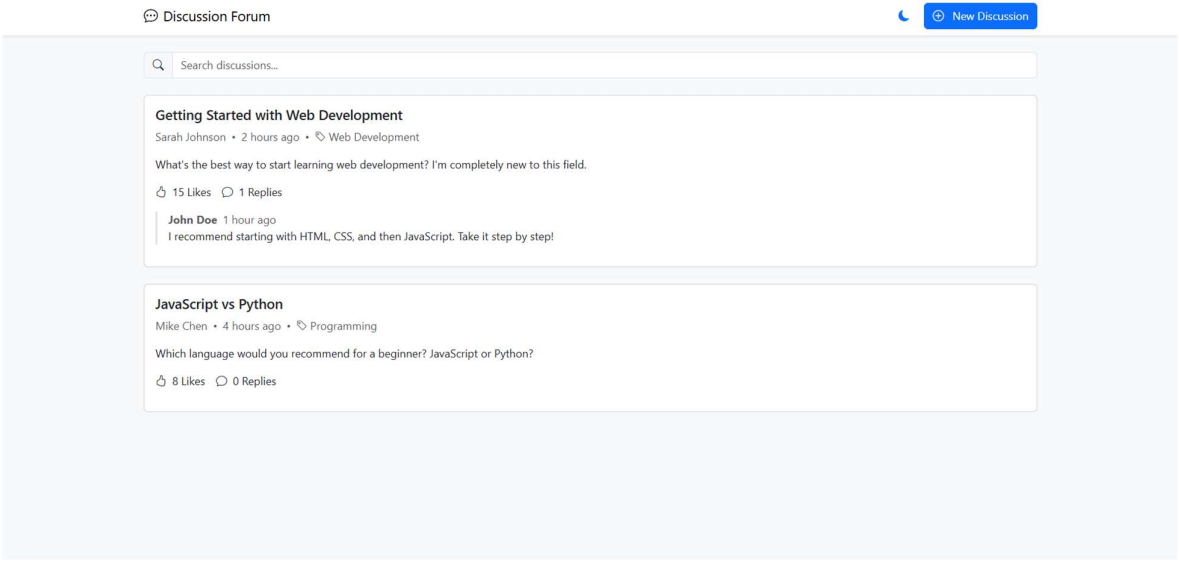 Discussion Forum
New Discussion
Search discussions...
Getting Started with Web Development
Sarah Johnson • 2 hours ago • Web Development
What's the best way to start learning web development? I'm completely new to this field.
15 Likes 1 Replies
John Doe 1 hour ago
I recommend starting with HTML, CSS, and then JavaScript. Take it step by step!
JavaScript vs Python
Mike Chen • 4 hours ago • Programming
Which language would you recommend for a beginner? JavaScript or Python?
8 Likes 0 Replies